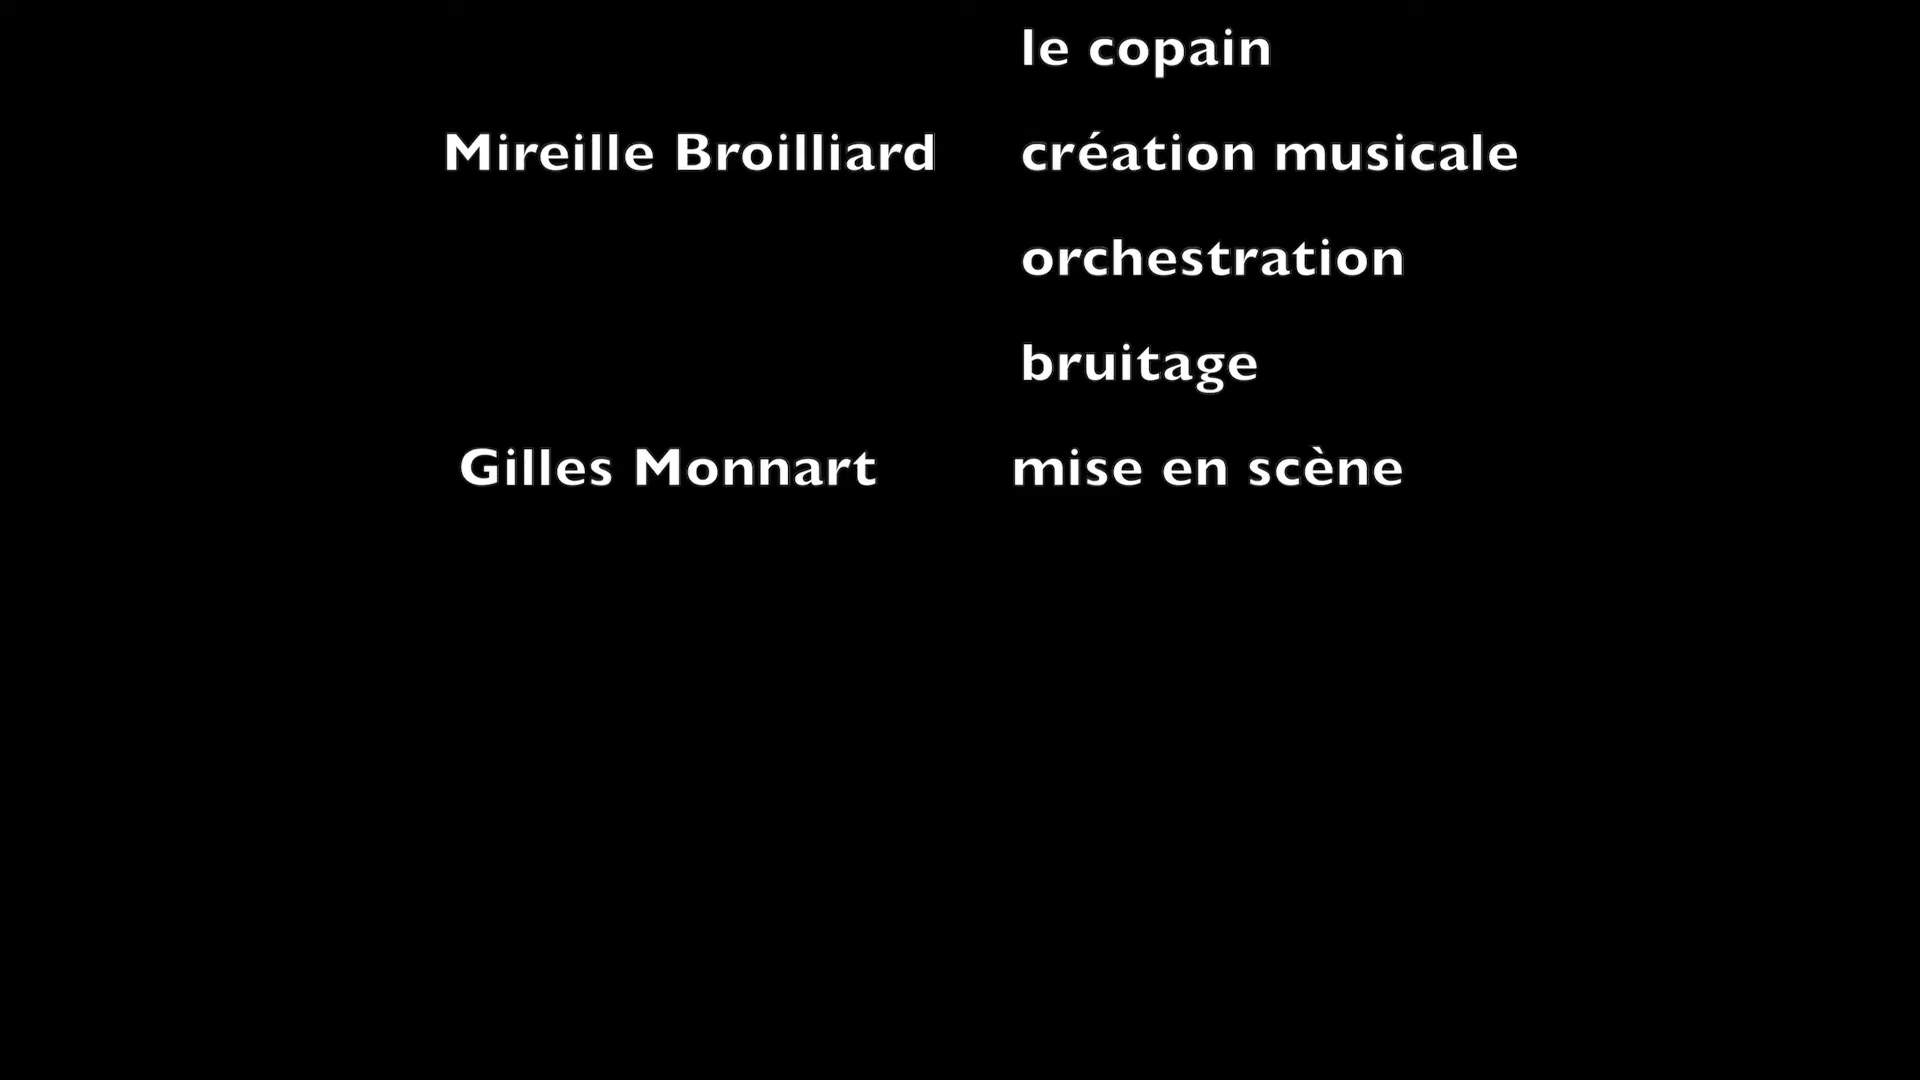 le copain
Mireille Broilliard création musicale
orchestration
bruitage
Gilles Monnart mise en scène